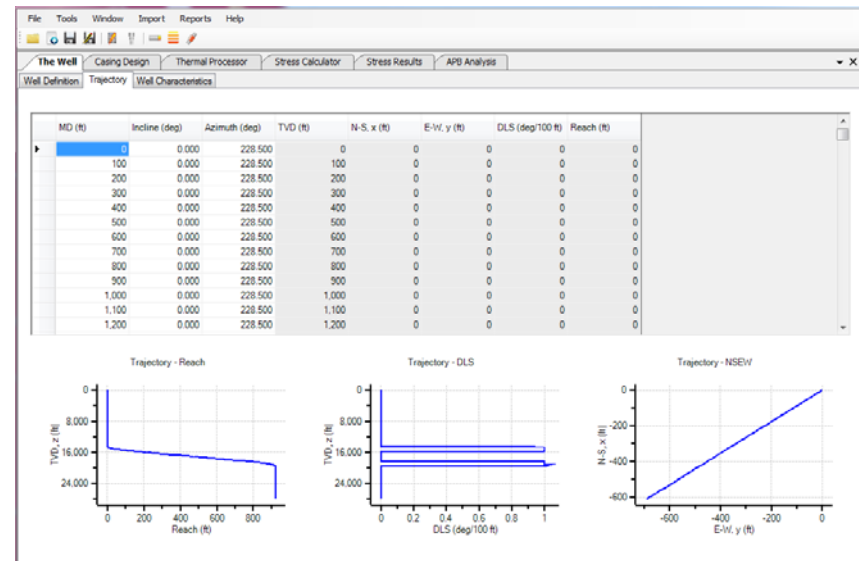 File Tools Window Import Reports Help
The Well Casing Design Thermal Processor Stress Calculator Stress Results APB Analysis
Well Definition Trajectory Well Characteristics
MD (ft) Incline (deg) Azimuth (deg) TVD (ft) N-S, x (ft) E-W, y (ft) DLS (deg/100 ft) Reach (ft)
0 0.000 228.500 0 0 0 0 0
100 0.000 228.500 100 0 0 0 0
200 0.000 228.500 200 0 0 0 0
300 0.000 228.500 300 0 0 0 0
400 0.000 228.500 400 0 0 0 0
500 0.000 228.500 500 0 0 0 0
600 0.000 228.500 600 0 0 0 0
700 0.000 228.500 700 0 0 0 0
800 0.000 228.500 800 0 0 0 0
900 0.000 228.500 900 0 0 0 0
1,000 0.000 228.500 1,000 0 0 0 0
1,100 0.000 228.500 1,100 0 0 0 0
1,200 0.000 228.500 1,200 0 0 0 0
Trajectory - Reach
TVD, z (ft)
0
8,000
16,000
24,000
0 200 400 600 800
Reach (ft)
Trajectory - DLS
TVD, z (ft)
0
8,000
16,000
24,000
0 0.2 0.4 0.6 0.8 1
DLS (deg/100 ft)
Trajectory - NSEW
N-S, x (ft)
0
-200
-400
-600
-600 -400 -200 0
E-W, y (ft)